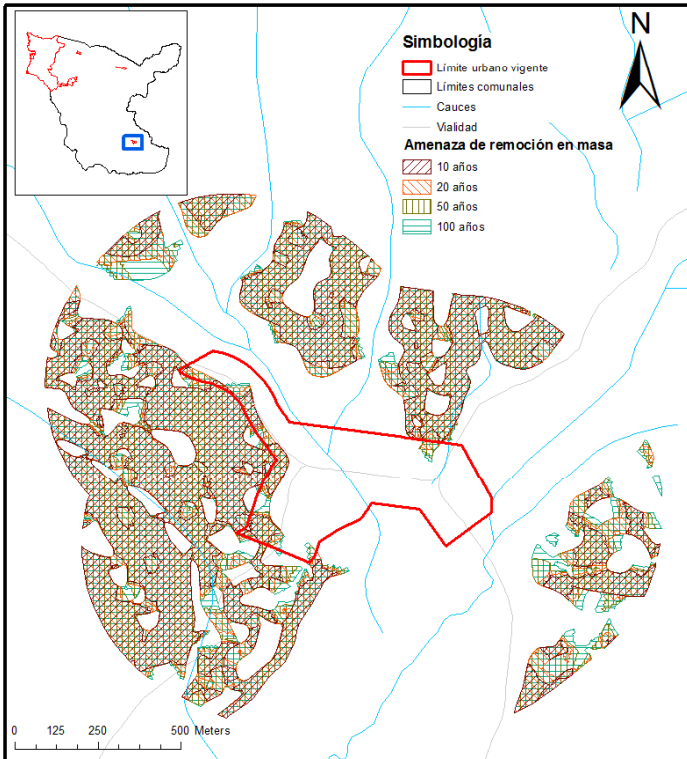 Simbología
N
Límite urbano vigente
Límites comunales
Cauces
Vialidad
Amenaza de remoción en masa
10 años
20 años
50 años
100 años
0 125 250 500 Meters